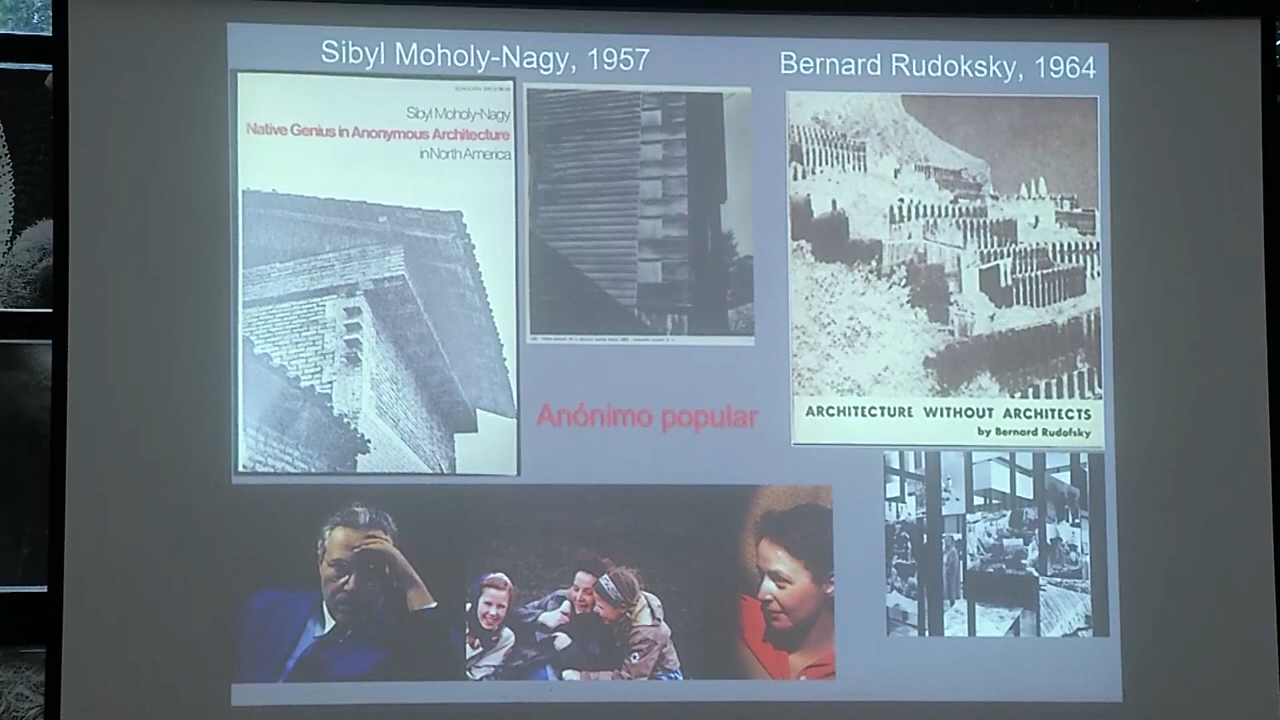 Sibyl Moholy-Nagy, 1957
Bernard Rudoksky, 1964
Sibyl Moholy-Nagy
Native Genius in Anonymous Architecture
in North America
Anónimo popular
ARCHITECTURE WITHOUT ARCHITECTS
by Bernard Rudofsky